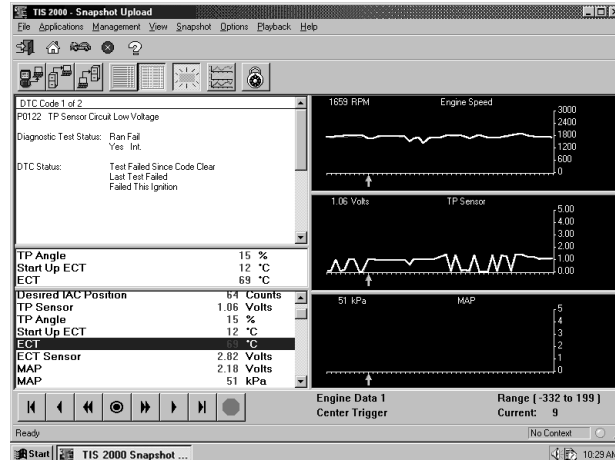 TIS 2000 - Snapshot Upload
File Applications Management View Snapshot Options Playback Help
DTC Code 1 of 2
P0122 TP Sensor Circuit Low Voltage
Diagnostic Test Status: Ran Fail
Yes Int.
DTC Status: Test Failed Since Code Clear
Last Test Failed
Failed This Ignition
TP Angle 15 %
Start Up ECT 12 °C
ECT 69 °C
Desired IAC Position 64 Counts
TP Sensor 1.06 Volts
TP Angle 15 %
Start Up ECT 12 °C
ECT 69 °C
ECT Sensor 2.82 Volts
MAP 2.18 Volts
MAP 51 kPa
1659 RPM Engine Speed
3000
2400
1800
1200
600
0
1.06 Volts TP Sensor
5.00
4.00
3.00
2.00
1.00
0.00
51 kPa MAP
5
4
3
2
1
0
Engine Data 1 Range (-332 to 199 )
Center Trigger Current: 9
Ready No Context
Start TIS 2000 Snapshot ... 10:29 AM